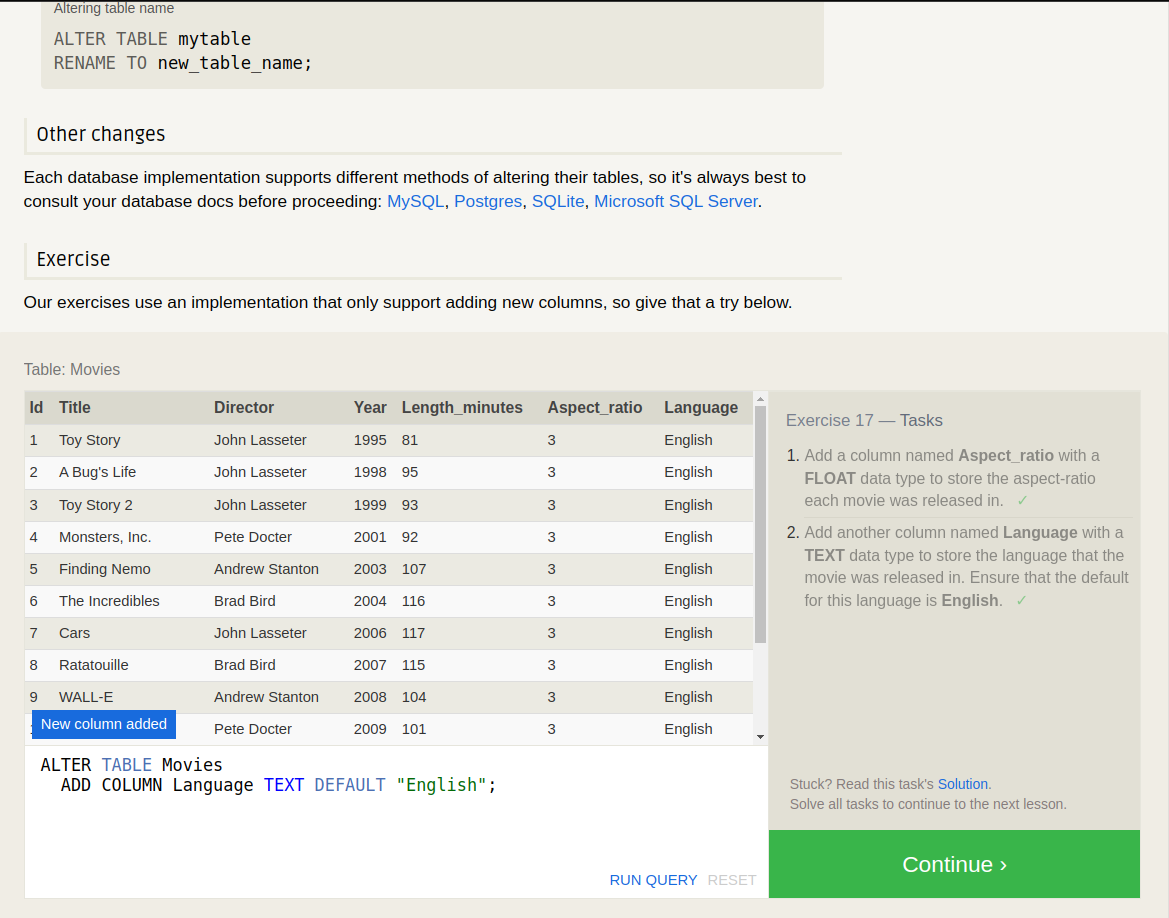 Altering table name
ALTER TABLE mytable
RENAME TO new_table_name;
Other changes
Each database implementation supports different methods of altering their tables, so it's always best to
consult your database docs before proceeding: MySQL, Postgres, SQLite, Microsoft SQL Server.
Exercise
Our exercises use an implementation that only support adding new columns, so give that a try below.
Table: Movies
Id Title Director Year Length_minutes Aspect_ratio Language
1 Toy Story John Lasseter 1995 81 3 English
2 A Bug's Life John Lasseter 1998 95 3 English
3 Toy Story 2 John Lasseter 1999 93 3 English
4 Monsters, Inc. Pete Docter 2001 92 3 English
5 Finding Nemo Andrew Stanton 2003 107 3 English
6 The Incredibles Brad Bird 2004 116 3 English
7 Cars John Lasseter 2006 117 3 English
8 Ratatouille Brad Bird 2007 115 3 English
9 WALL-E Andrew Stanton 2008 104 3 English
New column added Pete Docter 2009 101 3 English
ALTER TABLE Movies
ADD COLUMN Language TEXT DEFAULT "English";
RUN QUERY RESET
Exercise 17 — Tasks
1. Add a column named Aspect_ratio with a
FLOAT data type to store the aspect-ratio
each movie was released in. ✓
2. Add another column named Language with a
TEXT data type to store the language that the
movie was released in. Ensure that the default
for this language is English. ✓
Stuck? Read this task's Solution.
Solve all tasks to continue to the next lesson.
Continue ›